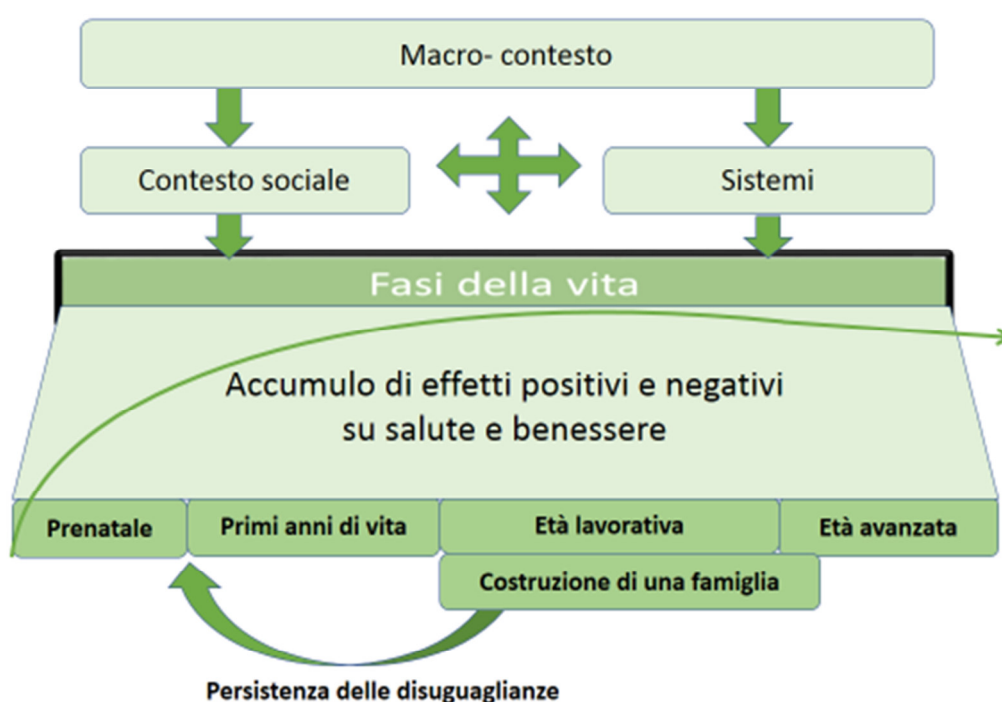 Macro- contesto
Contesto sociale
Sistemi
Fasi della vita
Accumulo di effetti positivi e negativi
su salute e benessere
Prenatale
Primi anni di vita
Età lavorativa
Età avanzata
Costruzione di una famiglia
Persistenza delle disuguaglianze